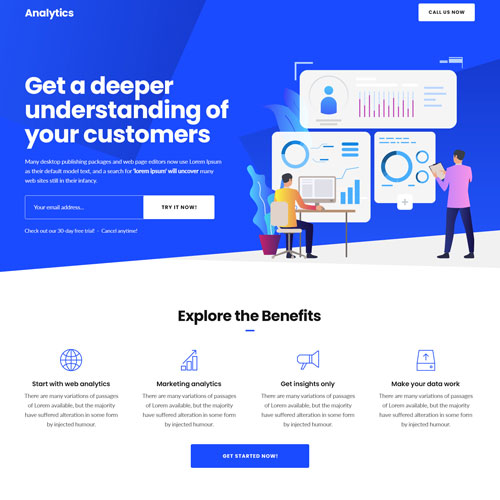 Analytics
CALL US NOW
Get a deeper
understanding of
your customers
Many desktop publishing packages and web page editors now use Lorem Ipsum
as their default model text, and a search for 'lorem ipsum' will uncover many
web sites still in their infancy.
Your email address...
TRY IT NOW!
Check out our 30-day free trial! - Cancel anytime!
Explore the Benefits
Start with web analytics
There are many variations of passages
of Lorem available, but the majority
have suffered alteration in some form
by injected humour.
Marketing analytics
There are many variations of passages
of Lorem available, but the majority
have suffered alteration in some form
by injected humour.
Get insights only
There are many variations of passages
of Lorem available, but the majority
have suffered alteration in some form
by injected humour.
Make your data work
There are many variations of passages
of Lorem available, but the majority
have suffered alteration in some form
by injected humour.
GET STARTED NOW!